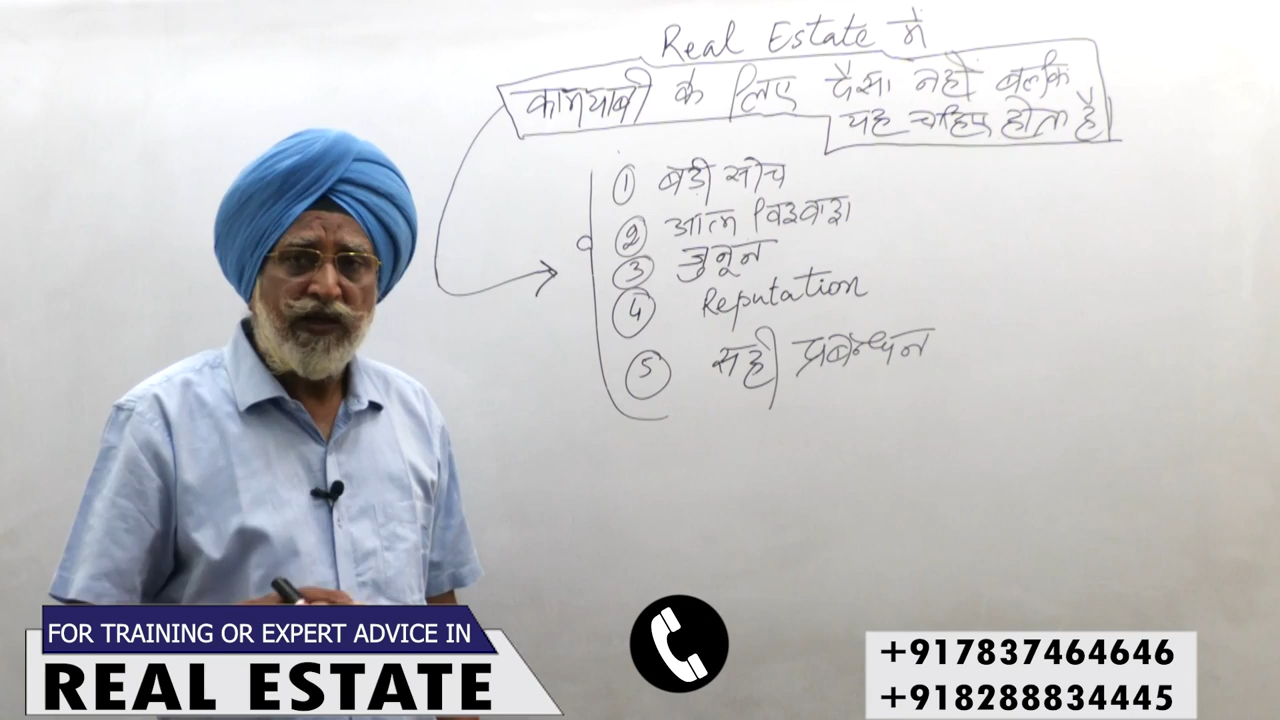 Real Estate में
कामयाबी के लिए पैसा नहीं बल्कि
यह चहिए होता है
① बड़ी सोच
② आत्म विश्वास
③ जुनून
④ Reputation
⑤ सही प्रबन्धन
FOR TRAINING OR EXPERT ADVICE IN
REAL ESTATE
+917837464646
+918288834445